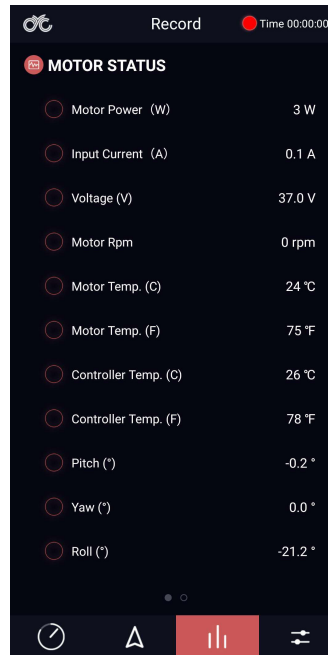 Record
Time 00:00:00
MOTOR STATUS
Motor Power（W） 3 W
Input Current（A） 0.1 A
Voltage (V) 37.0 V
Motor Rpm 0 rpm
Motor Temp. (C) 24 ℃
Motor Temp. (F) 75 ℉
Controller Temp. (C) 26 ℃
Controller Temp. (F) 78 ℉
Pitch (°) -0.2 °
Yaw (°) 0.0 °
Roll (°) -21.2 °